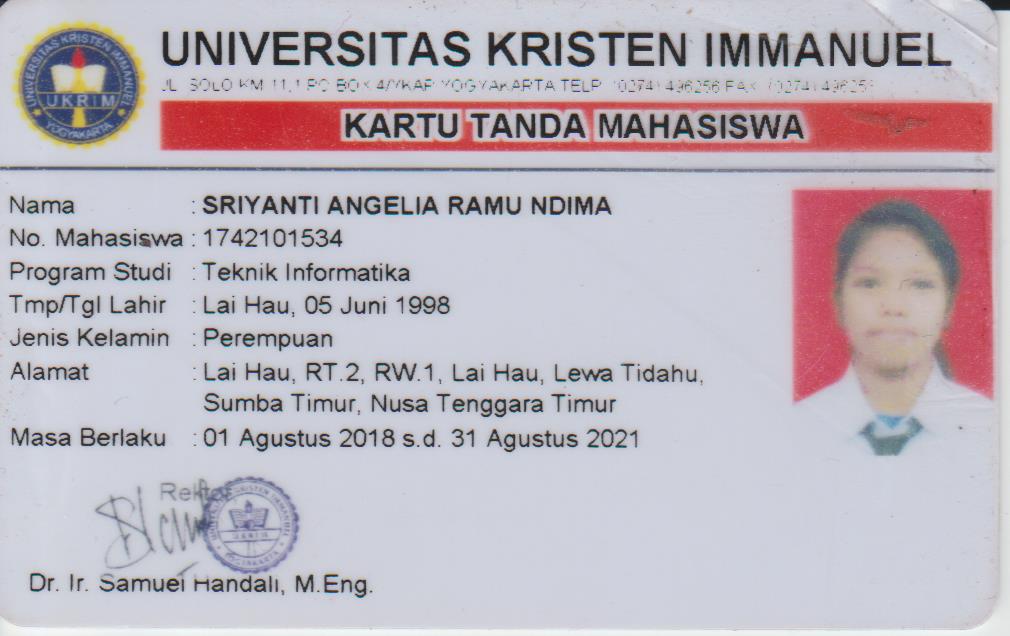 UNIVERSITAS KRISTEN IMMANUEL
JL. SOLO KM 11,1 PO BOX 4/YKAP YOGYAKARTA TELP. (0274) 496256 FAX. (0274)
KARTU TANDA MAHASISWA
UNIVERSITAS KRISTEN IMMANUEL
UKRIM
YOGYAKARTA
Nama : SRIYANTI ANGELIA RAMU NDIMA
No. Mahasiswa : 1742101534
Program Studi : Teknik Informatika
Tmp/Tgl Lahir : Lai Hau, 05 Juni 1998
Jenis Kelamin : Perempuan
Alamat : Lai Hau, RT.2, RW.1, Lai Hau, Lewa Tidahu,
Sumba Timur, Nusa Tenggara Timur
Masa Berlaku : 01 Agustus 2018 s.d. 31 Agustus 2021
Rektor
UNIVERSITAS KRISTEN IMMANUEL
UKRIM
YOGYAKARTA
Dr. Ir. Samuel Handali, M.Eng.